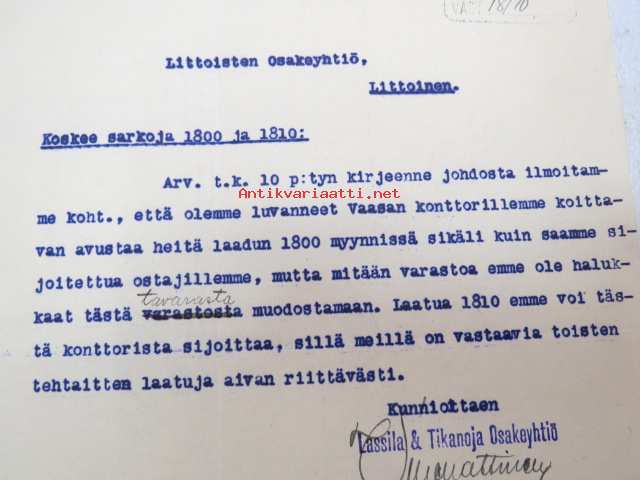 18/10
Littoisten Osakeyhtiö,
Littoinen.
Koskee sarkoja 1800 ja 1810:
Arv. t.k. 10 p:tyn kirjeenne johdosta ilmoitam-
Antikvariaatti.net
me koht., että olemme luvanneet Vaasan konttorillemme koitta-
van avustaa heitä laadun 1800 myynnissä sikäli kuin saamme si-
joitettua ostajillemme, mutta mitään varastoa emme ole haluk-
tavarasta
kaat tästä varastosta muodostamaan. Laatua 1810 emme voi täs-
tä konttorista sijoittaa, sillä meillä on vastaavia toisten
tehtaitten laatuja aivan riittävästi.
Kunnioittaen
Lassila & Tikanoja Osakeyhtiö